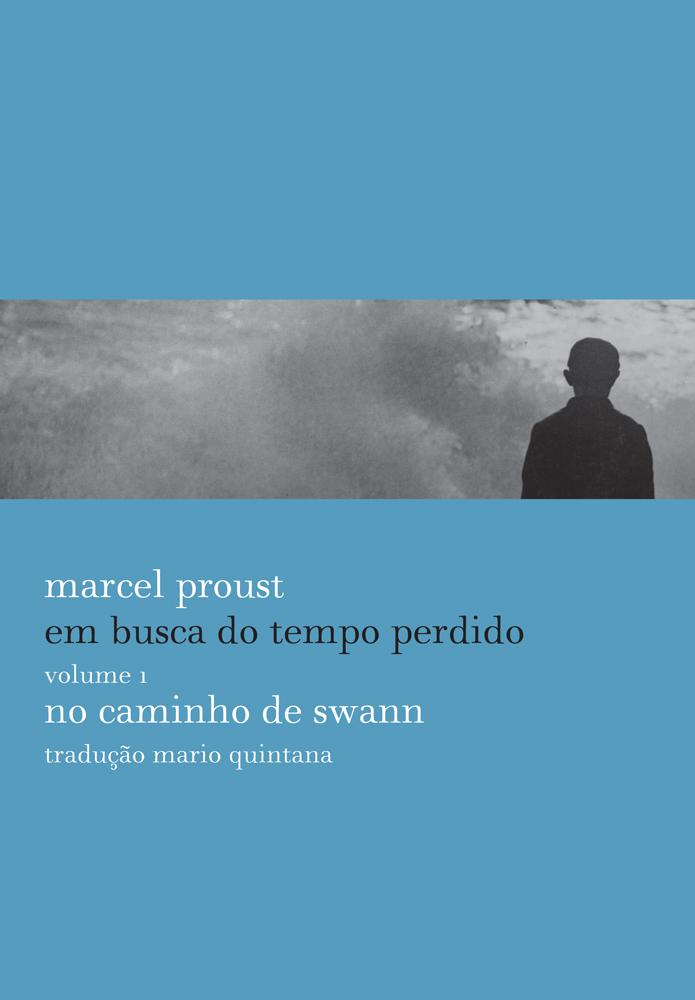 marcel proust
em busca do tempo perdido
volume 1
no caminho de swann
tradução mario quintana